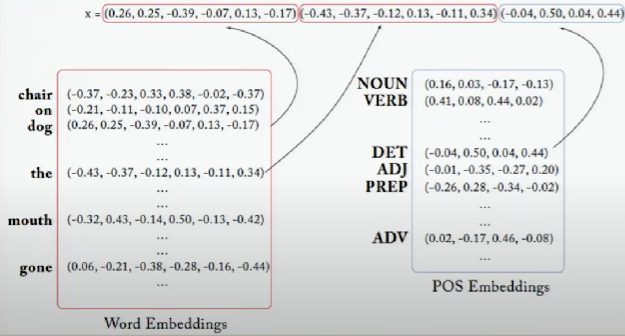 x = (0.26, 0.25, -0.39, -0.07, 0.13, -0.17) (-0.43, -0.37, -0.12, 0.13, -0.11, 0.34) (-0.04, 0.50, 0.04, 0.44)
chair (-0.37, -0.23, 0.33, 0.38, -0.02, -0.37)
on (-0.21, -0.11, -0.10, 0.07, 0.37, 0.15)
dog (0.26, 0.25, -0.39, -0.07, 0.13, -0.17)
...
...
the (-0.43, -0.37, -0.12, 0.13, -0.11, 0.34)
...
...
mouth (-0.32, 0.43, -0.14, 0.50, -0.13, -0.42)
...
...
gone (0.06, -0.21, -0.38, -0.28, -0.16, -0.44)
...
Word Embeddings
NOUN (0.16, 0.03, -0.17, -0.13)
VERB (0.41, 0.08, 0.44, 0.02)
...
...
DET (-0.04, 0.50, 0.04, 0.44)
ADJ (-0.01, -0.35, -0.27, 0.20)
PREP (-0.26, 0.28, -0.34, -0.02)
...
...
ADV (0.02, -0.17, 0.46, -0.08)
...
POS Embeddings